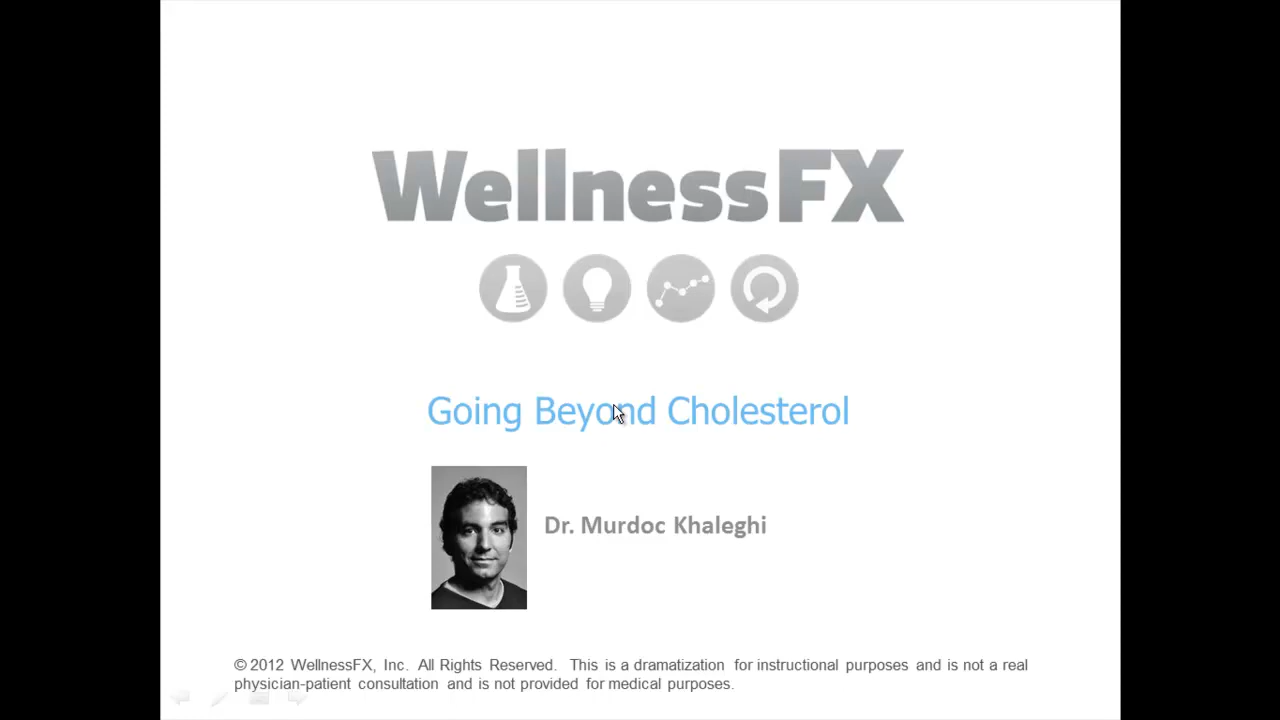 WellnessFX
Going Beyond Cholesterol
Dr. Murdoc Khaleghi
© 2012 WellnessFX, Inc. All Rights Reserved. This is a dramatization for instructional purposes and is not a real
physician-patient consultation and is not provided for medical purposes.